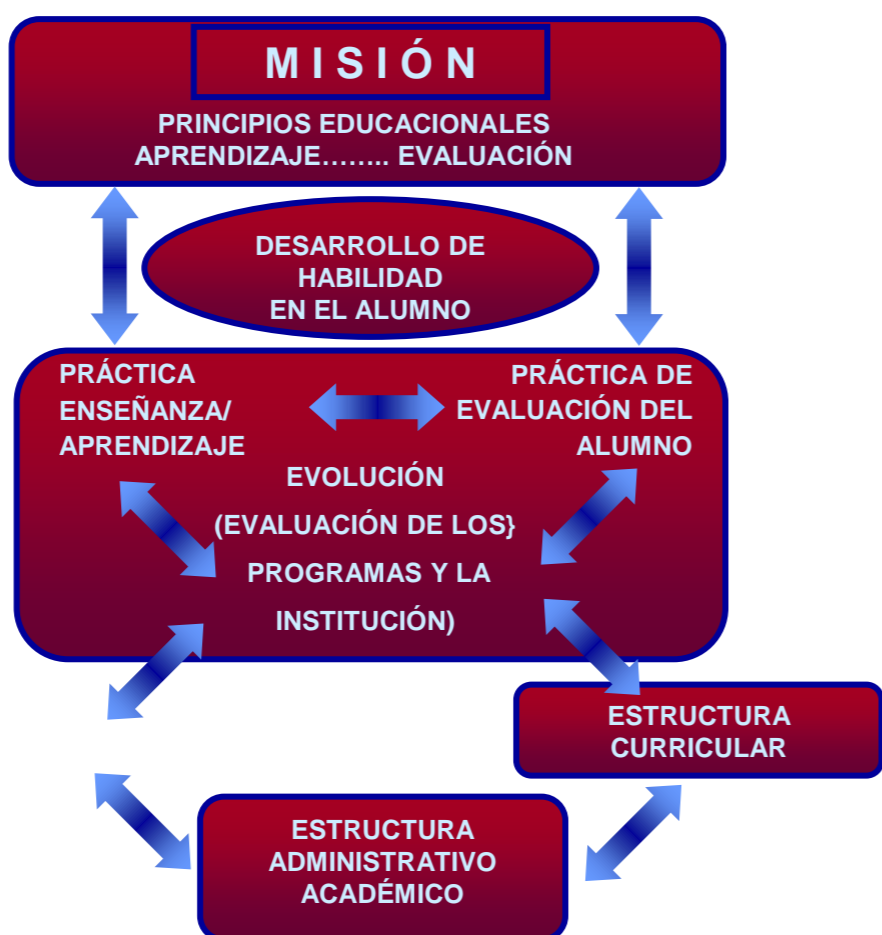 M I S I Ó N
PRINCIPIOS EDUCACIONALES
APRENDIZAJE…….. EVALUACIÓN
DESARROLLO DE
HABILIDAD
EN EL ALUMNO
PRÁCTICA
ENSEÑANZA/
APRENDIZAJE
PRÁCTICA DE
EVALUACIÓN DEL
ALUMNO
EVOLUCIÓN
(EVALUACIÓN DE LOS}
PROGRAMAS Y LA
INSTITUCIÓN)
ESTRUCTURA
CURRICULAR
ESTRUCTURA
ADMINISTRATIVO
ACADÉMICO